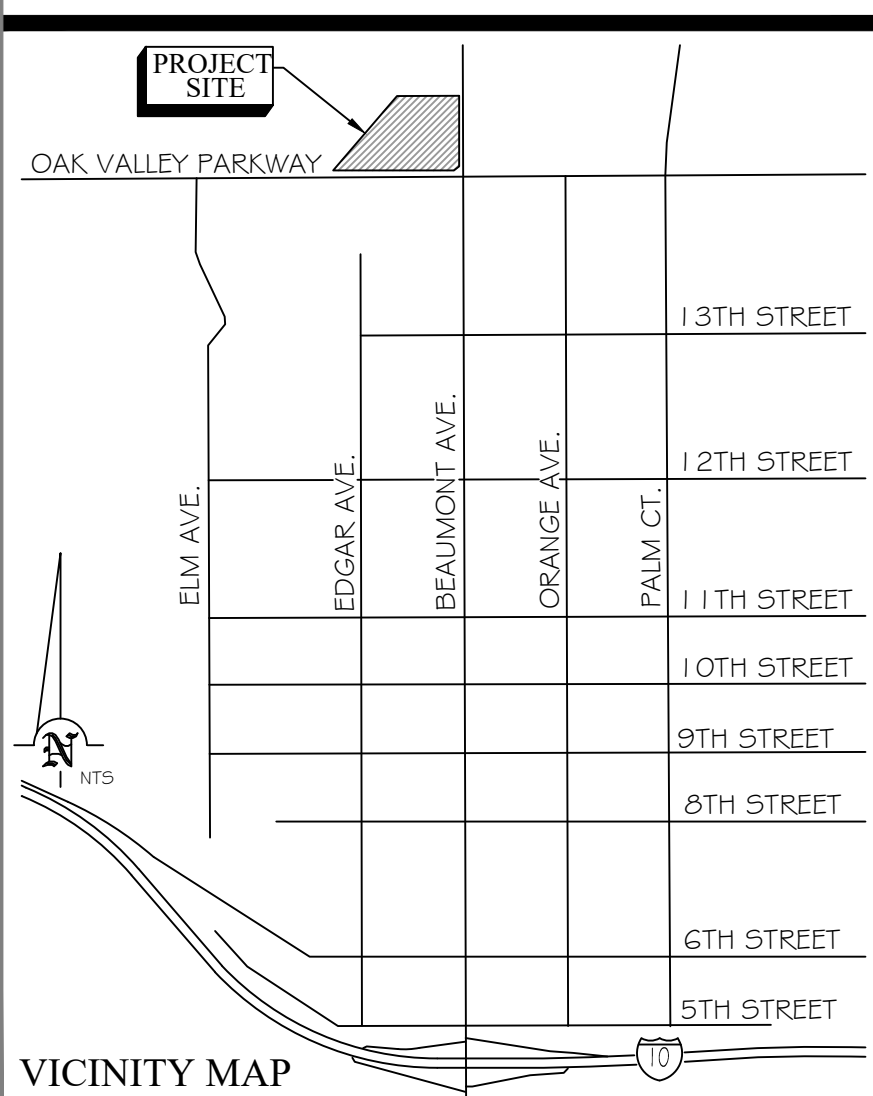 PROJECT
SITE
OAK VALLEY PARKWAY
13TH STREET
12TH STREET
ELM AVE.
EDGAR AVE.
BEAUMONT AVE.
ORANGE AVE.
PALM CT.
11TH STREET
10TH STREET
9TH STREET
N
NTS
8TH STREET
6TH STREET
5TH STREET
10
VICINITY MAP